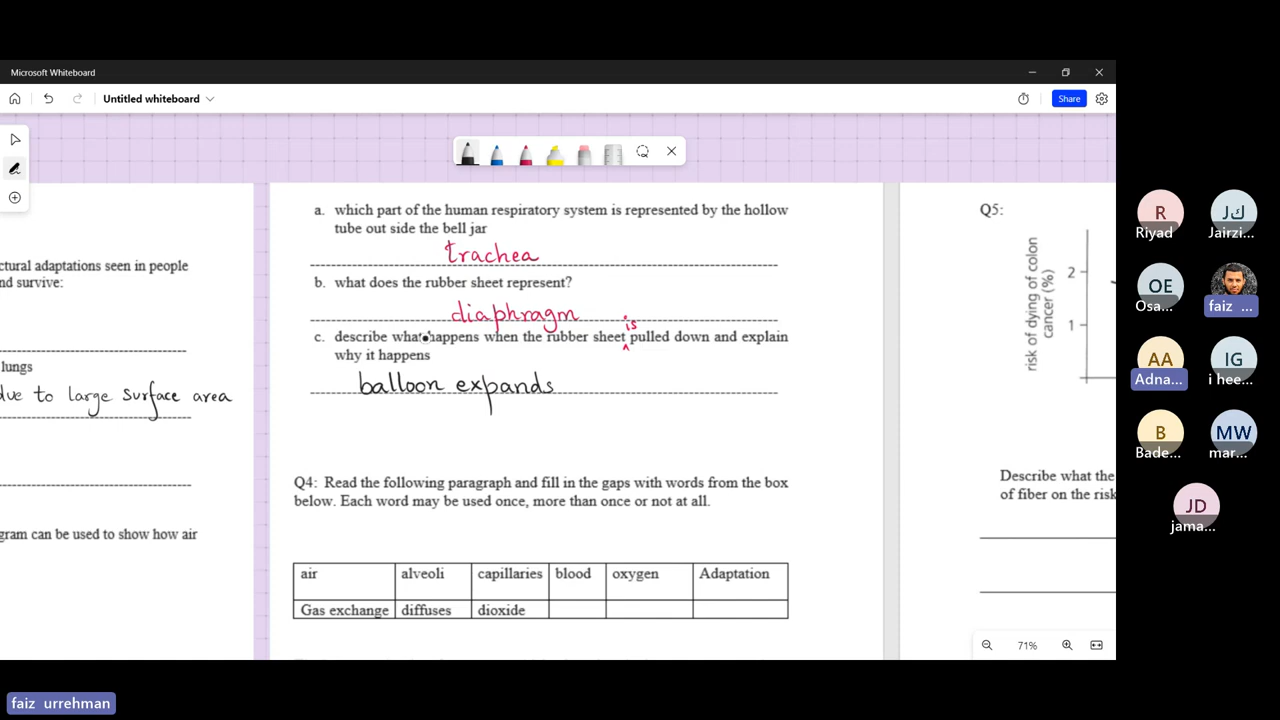 Microsoft Whiteboard
Untitled whiteboard
Share
ctural adaptations seen in people
nd survive:
lungs
due to large surface area
gram can be used to show how air
a. which part of the human respiratory system is represented by the hollow
tube out side the bell jar
trachea
b. what does the rubber sheet represent?
diaphragm
is
c. describe what happens when the rubber sheet pulled down and explain
why it happens
balloon expands
Q4: Read the following paragraph and fill in the gaps with words from the box
below. Each word may be used once, more than once or not at all.
air alveoli capillaries blood oxygen Adaptation
Gas exchange diffuses dioxide
Q5:
risk of dying of colon
cancer (%)
2
1
Describe what the
of fiber on the risk
71%
R
Riyad
كJ
Jairzi...
OE
Osa...
faiz ...
AA
Adna...
IG
i hee...
B
Bade...
MW
mar...
JD
jama...
faiz urrehman